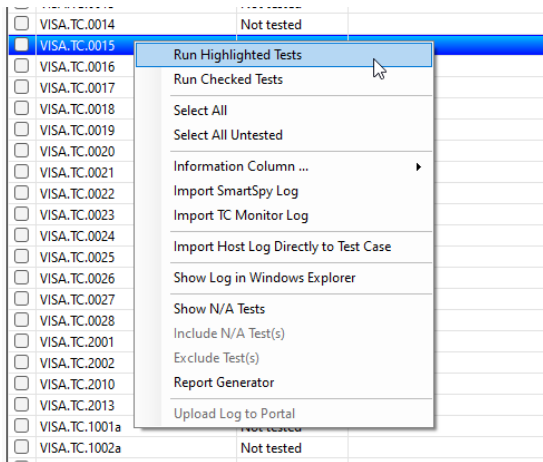 VISA.TC.0014 Not tested
VISA.TC.0015
VISA.TC.0016
VISA.TC.0017
VISA.TC.0018
VISA.TC.0019
VISA.TC.0020
VISA.TC.0021
VISA.TC.0022
VISA.TC.0023
VISA.TC.0024
VISA.TC.0025
VISA.TC.0026
VISA.TC.0027
VISA.TC.0028
VISA.TC.2001
VISA.TC.2002
VISA.TC.2010
VISA.TC.2013
VISA.TC.1001a Not tested
VISA.TC.1002a Not tested
Run Highlighted Tests
Run Checked Tests
Select All
Select All Untested
Information Column ...
Import SmartSpy Log
Import TC Monitor Log
Import Host Log Directly to Test Case
Show Log in Windows Explorer
Show N/A Tests
Include N/A Test(s)
Exclude Test(s)
Report Generator
Upload Log to Portal